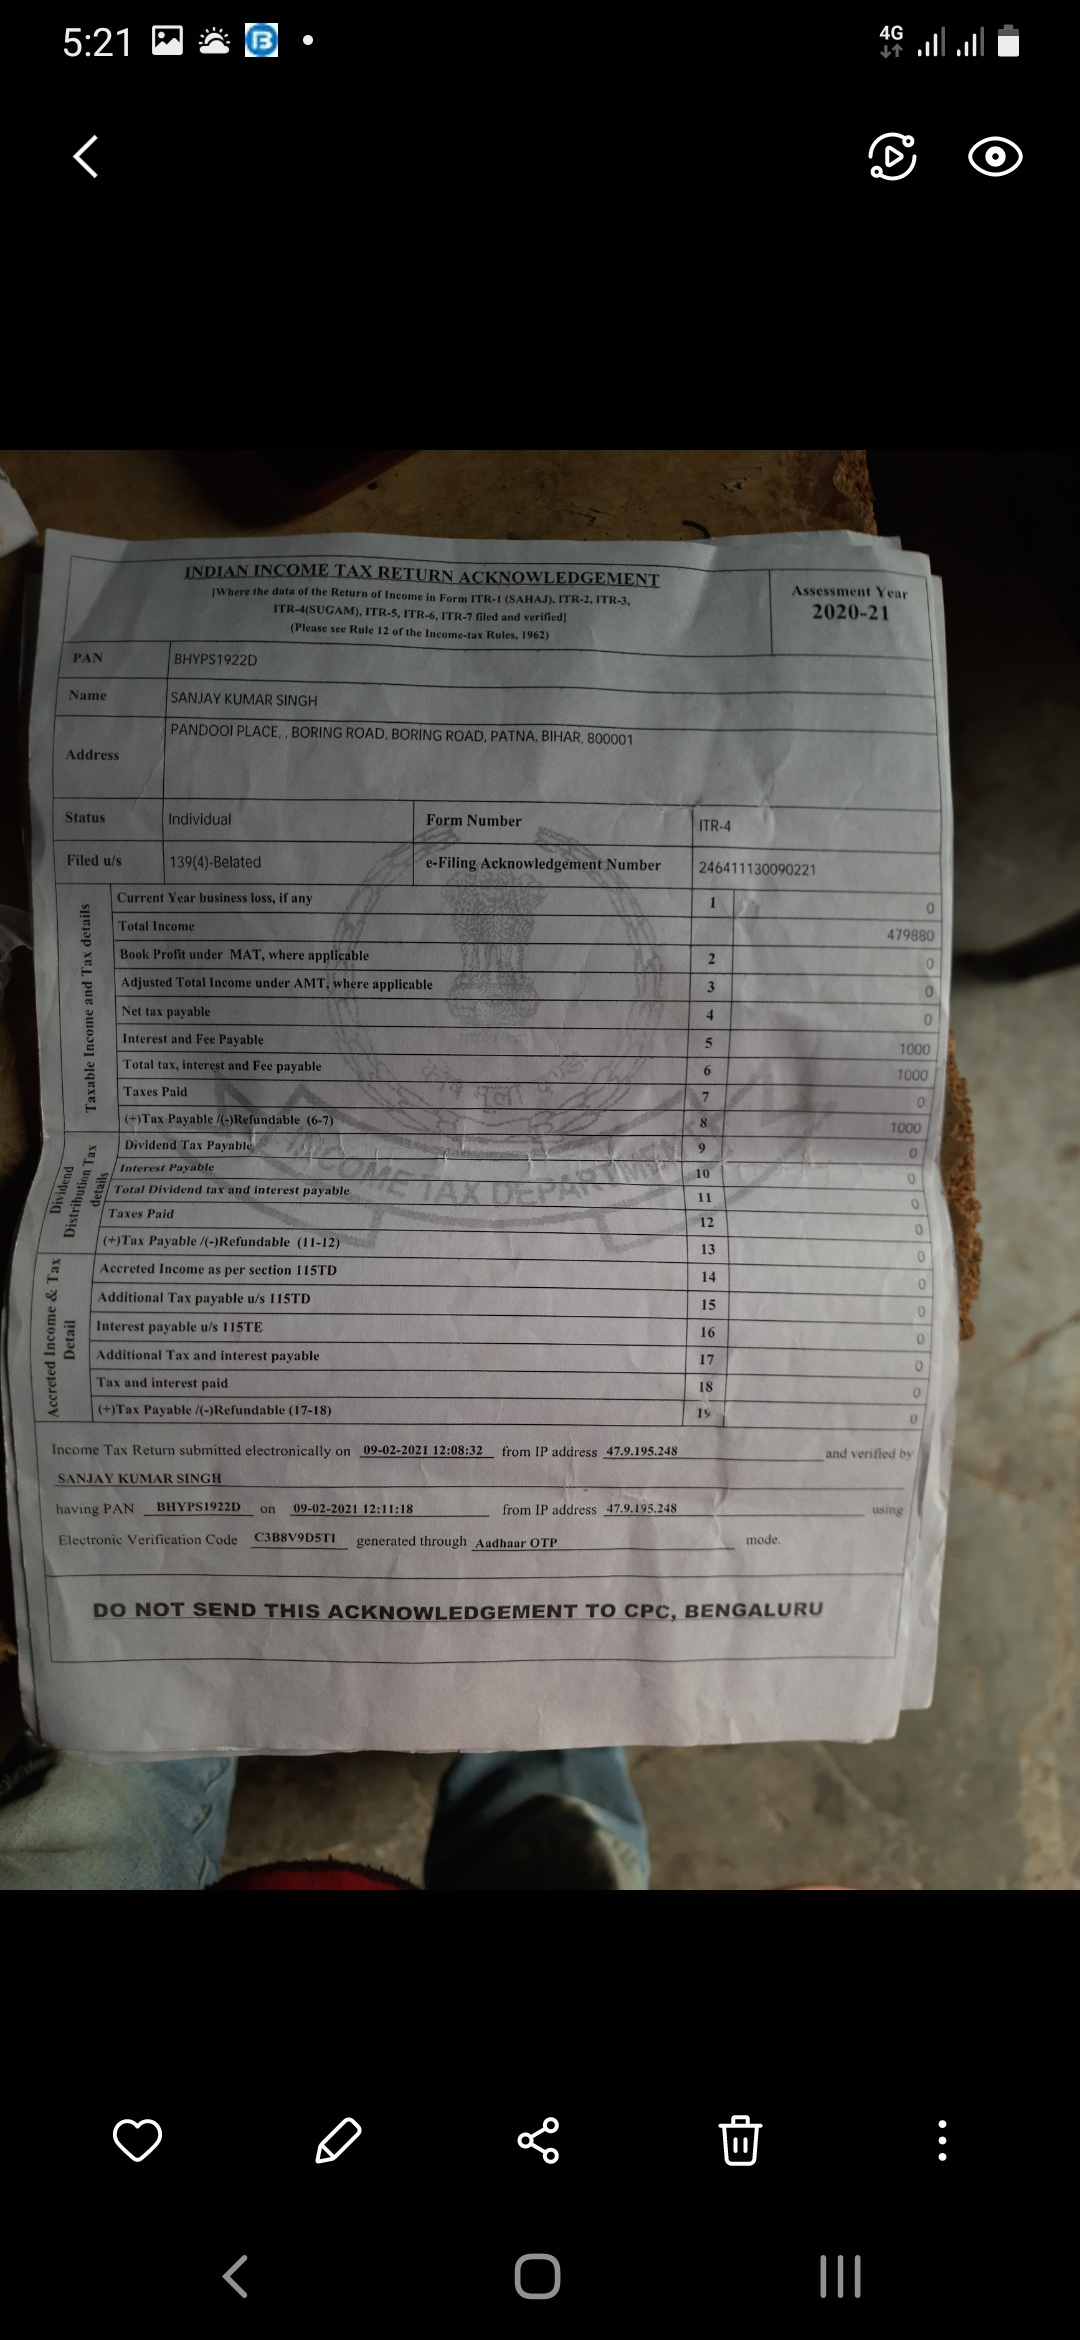 5:21
4G
INDIAN INCOME TAX RETURN ACKNOWLEDGEMENT
[Where the data of the Return of Income in Form ITR-1 (SAHAJ), ITR-2, ITR-3,
ITR-4(SUGAM), ITR-5, ITR-6, ITR-7 filed and verified]
(Please see Rule 12 of the Income-tax Rules, 1962)
Assessment Year
2020-21
PAN BHYPS1922D
Name SANJAY KUMAR SINGH
Address PANDOOI PLACE, , BORING ROAD, BORING ROAD, PATNA, BIHAR, 800001
Status Individual Form Number ITR-4
Filed u/s 139(4)-Belated e-Filing Acknowledgement Number 246411130090221
Taxable Income and Tax details
Current Year business loss, if any 1 0
Total Income 479880
Book Profit under MAT, where applicable 2 0
Adjusted Total Income under AMT, where applicable 3 0
Net tax payable 4 0
Interest and Fee Payable 5 1000
Total tax, interest and Fee payable 6 1000
Taxes Paid 7 0
(+)Tax Payable /(-)Refundable (6-7) 8 1000
Dividend Distribution Tax details
Dividend Tax Payable 9 0
Interest Payable 10 0
Total Dividend tax and interest payable 11 0
Taxes Paid 12 0
(+)Tax Payable /(-)Refundable (11-12) 13 0
Accreted Income & Tax Detail
Accreted Income as per section 115TD 14 0
Additional Tax payable u/s 115TD 15 0
Interest payable u/s 115TE 16 0
Additional Tax and interest payable 17 0
Tax and interest paid 18 0
(+)Tax Payable /(-)Refundable (17-18) 19 0
INCOME TAX DEPARTMENT
Income Tax Return submitted electronically on 09-02-2021 12:08:32 from IP address 47.9.195.248 and verified by
SANJAY KUMAR SINGH
having PAN BHYPS1922D on 09-02-2021 12:11:18 from IP address 47.9.195.248 using
Electronic Verification Code C3B8V9D5TI generated through Aadhaar OTP mode.
DO NOT SEND THIS ACKNOWLEDGEMENT TO CPC, BENGALURU